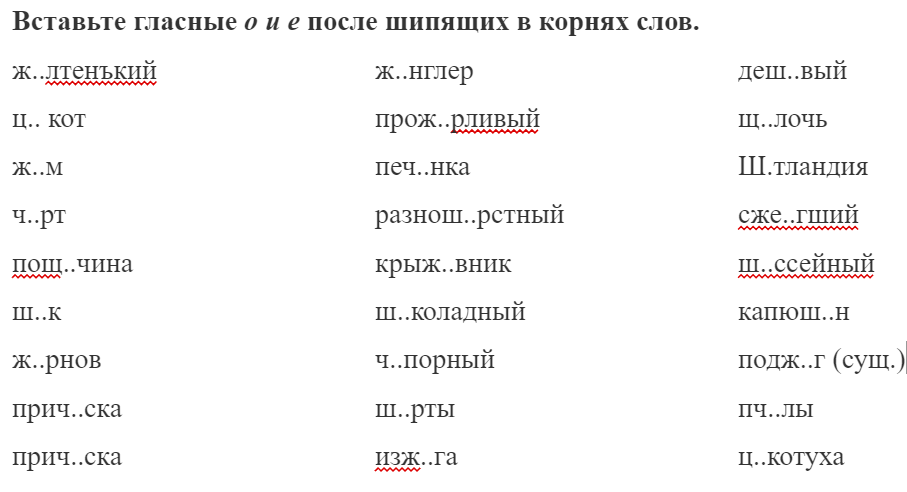 Вставьте гласные о и е после шипящих в корнях слов.
ж..лтенъкий ж..нглер деш..вый
ц.. кот прож..рливый щ..лочь
ж..м печ..нка Ш.тландия
ч..рт разнош..рстный сже..гший
пощ..чина крыж..вник ш..ссейный
ш..к ш..коладный капюш..н
ж..рнов ч..порный подж..г (сущ.)
прич..ска ш..рты пч..лы
прич..ска изж..га ц..котуха